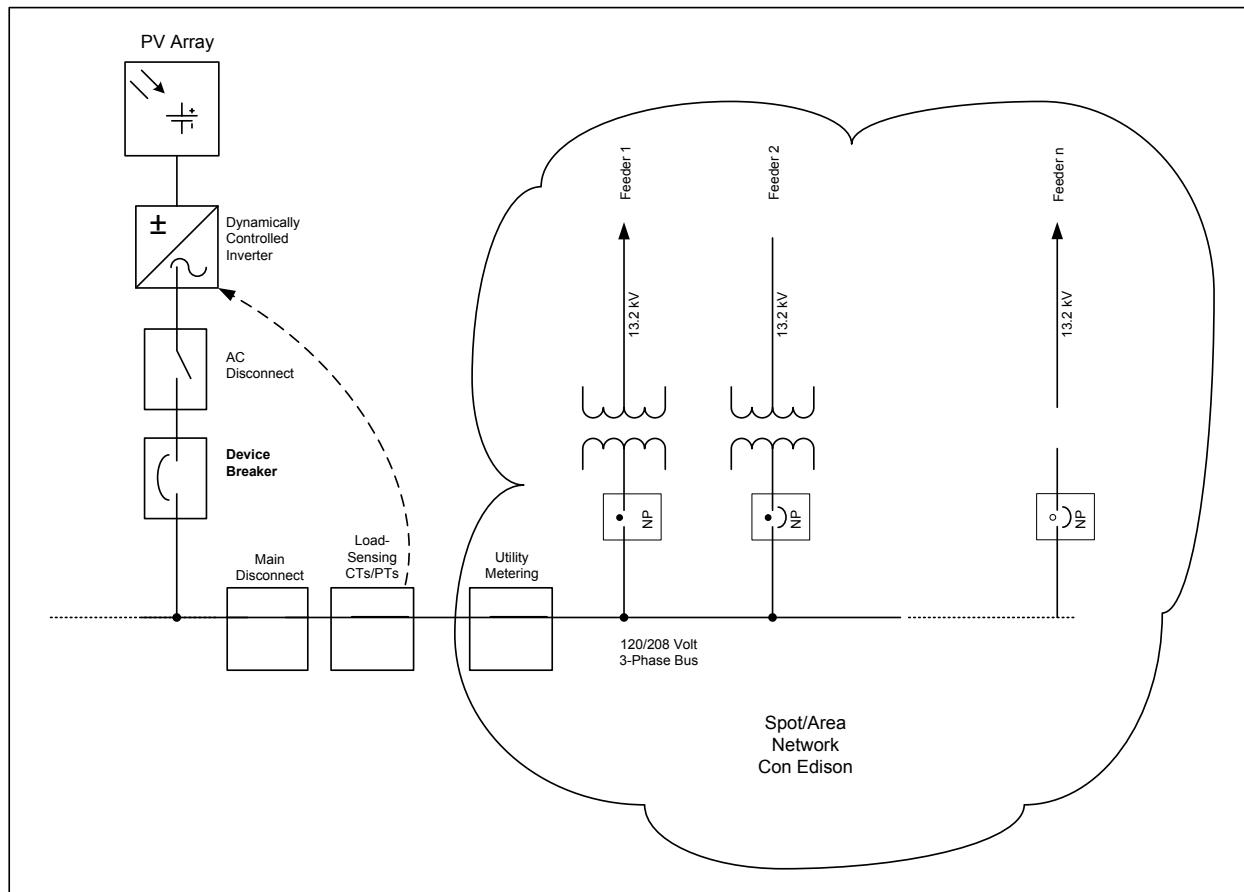 PV Array
±
Dynamically
Controlled
Inverter
AC
Disconnect
Device
Breaker
Main
Disconnect
Load-
Sensing
CTs/PTs
Utility
Metering
Feeder 1
Feeder 2
Feeder n
13.2 kV
13.2 kV
13.2 kV
NP
NP
NP
120/208 Volt
3-Phase Bus
Spot/Area
Network
Con Edison